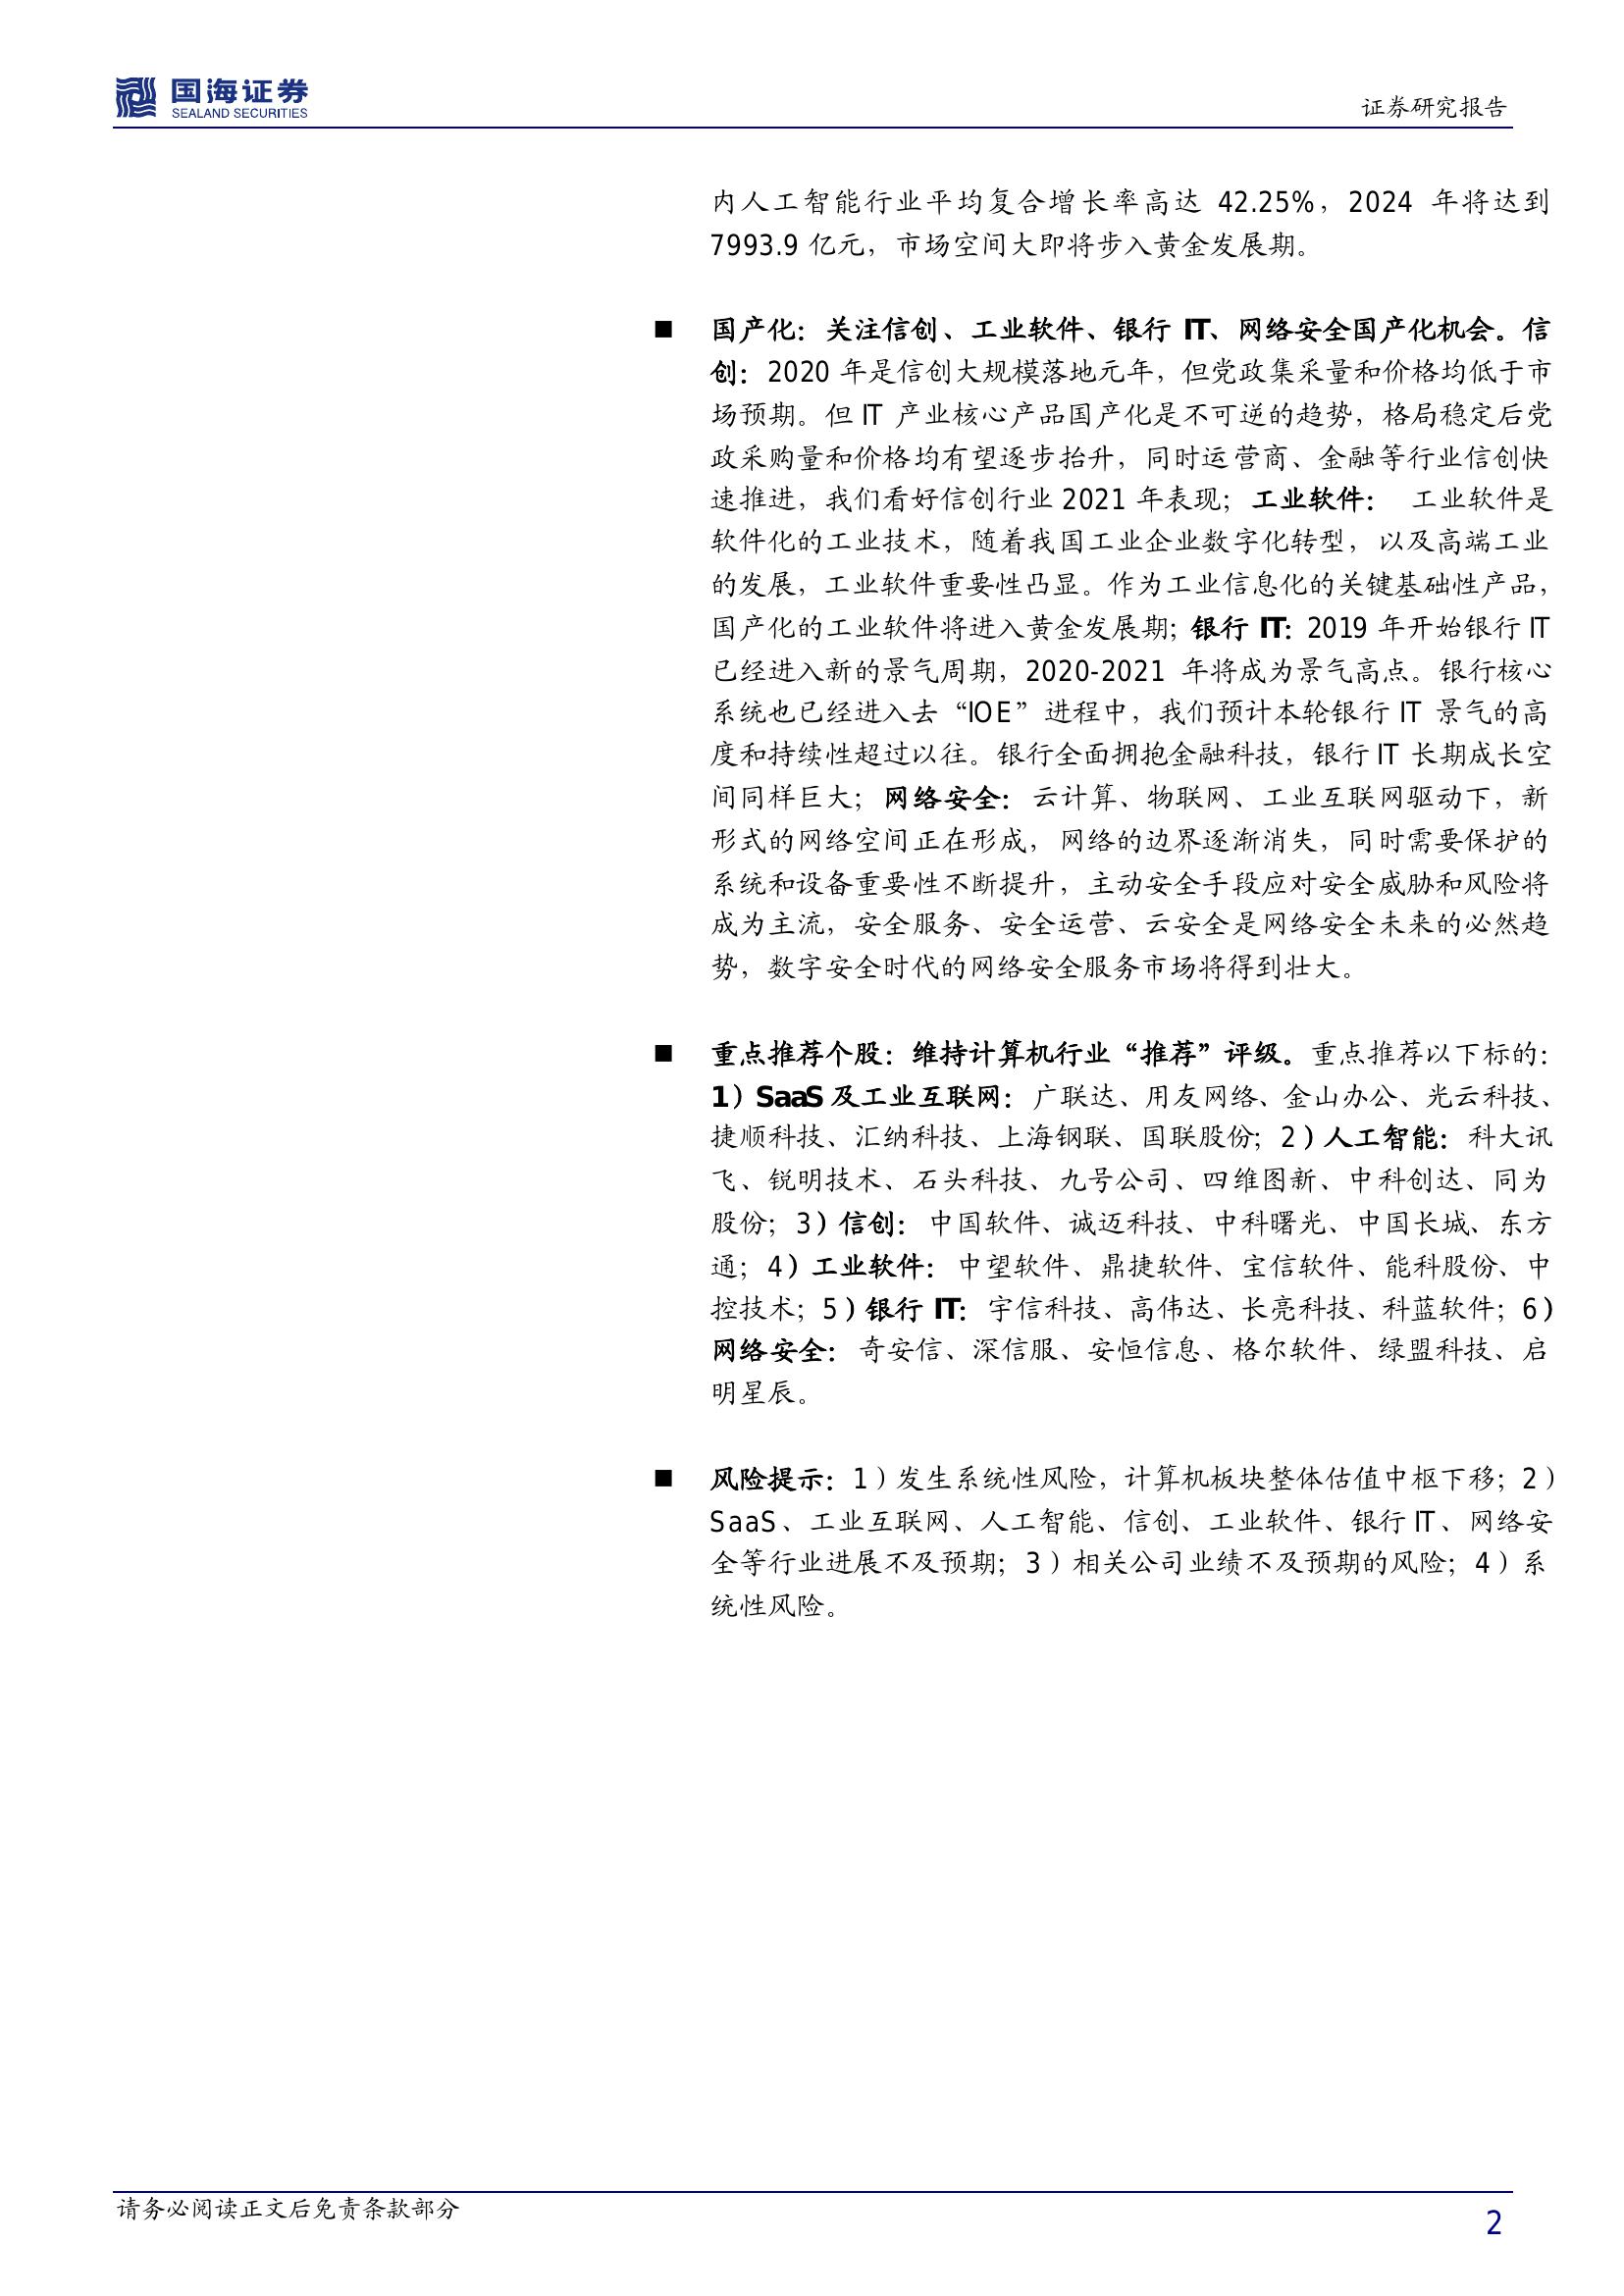 国海证券
SEALAND SECURITIES
证券研究报告
内人工智能行业平均复合增长率高达 42.25%，2024 年将达到
7993.9 亿元，市场空间大即将步入黄金发展期。
■ 国产化：关注信创、工业软件、银行 IT、网络安全国产化机会。信
创：2020 年是信创大规模落地元年，但党政集采量和价格均低于市
场预期。但 IT 产业核心产品国产化是不可逆的趋势，格局稳定后党
政采购量和价格均有望逐步抬升，同时运营商、金融等行业信创快
速推进，我们看好信创行业 2021 年表现；工业软件： 工业软件是
软件化的工业技术，随着我国工业企业数字化转型，以及高端工业
的发展，工业软件重要性凸显。作为工业信息化的关键基础性产品，
国产化的工业软件将进入黄金发展期；银行 IT：2019 年开始银行 IT
已经进入新的景气周期，2020-2021 年将成为景气高点。银行核心
系统也已经进入去“IOE”进程中，我们预计本轮银行 IT 景气的高
度和持续性超过以往。银行全面拥抱金融科技，银行 IT 长期成长空
间同样巨大；网络安全：云计算、物联网、工业互联网驱动下，新
形式的网络空间正在形成，网络的边界逐渐消失，同时需要保护的
系统和设备重要性不断提升，主动安全手段应对安全威胁和风险将
成为主流，安全服务、安全运营、云安全是网络安全未来的必然趋
势，数字安全时代的网络安全服务市场将得到壮大。
■ 重点推荐个股：维持计算机行业“推荐”评级。重点推荐以下标的：
1）SaaS 及工业互联网：广联达、用友网络、金山办公、光云科技、
捷顺科技、汇纳科技、上海钢联、国联股份；2）人工智能：科大讯
飞、锐明技术、石头科技、九号公司、四维图新、中科创达、同为
股份；3）信创：中国软件、诚迈科技、中科曙光、中国长城、东方
通；4）工业软件：中望软件、鼎捷软件、宝信软件、能科股份、中
控技术；5）银行 IT：宇信科技、高伟达、长亮科技、科蓝软件；6）
网络安全：奇安信、深信服、安恒信息、格尔软件、绿盟科技、启
明星辰。
■ 风险提示：1）发生系统性风险，计算机板块整体估值中枢下移；2）
SaaS、工业互联网、人工智能、信创、工业软件、银行 IT、网络安
全等行业进展不及预期；3）相关公司业绩不及预期的风险；4）系
统性风险。
请务必阅读正文后免责条款部分
2